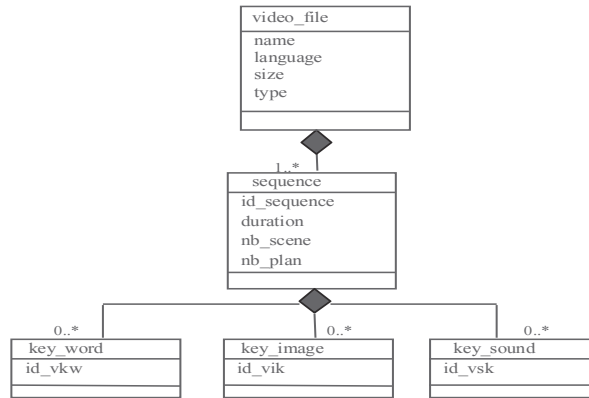 video_file
name
language
size
type
1..*
sequence
id_sequence
duration
nb_scene
nb_plan
0..* 0..* 0..*
key_word key_image key_sound
id_vkw id_vik id_vsk